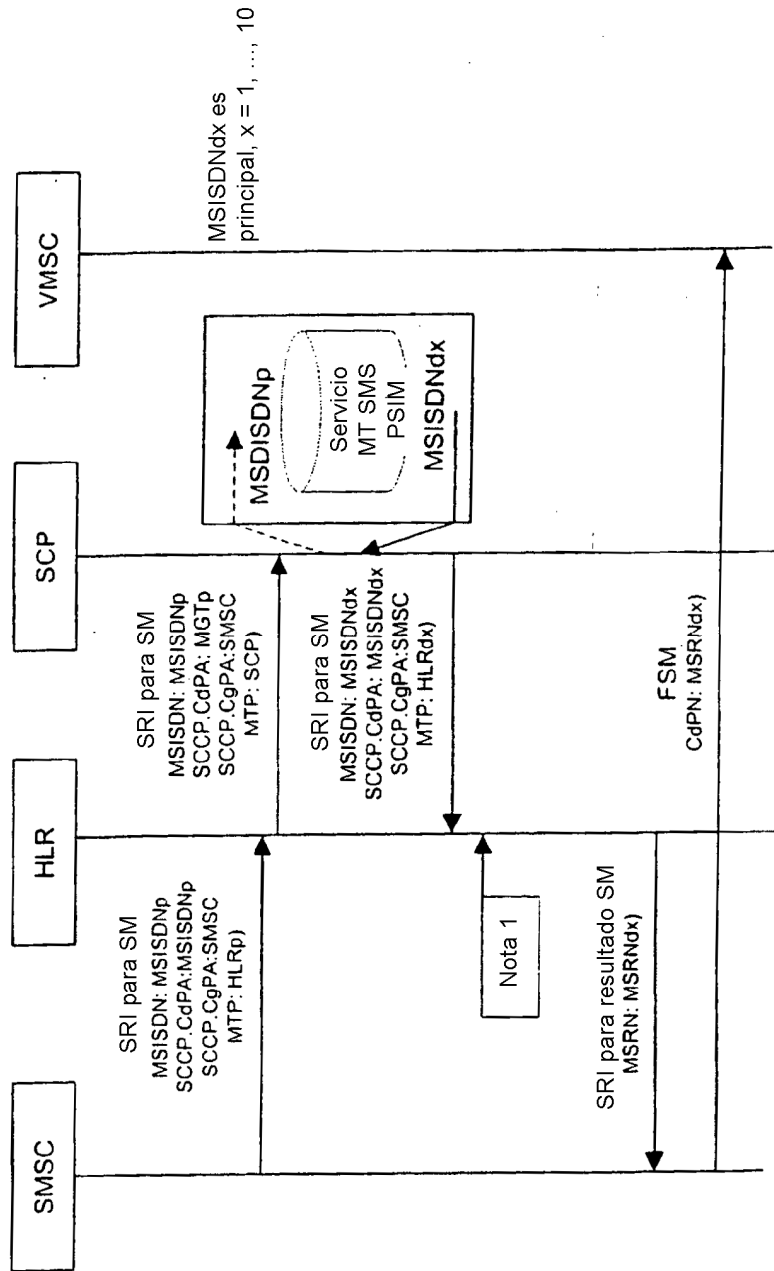 SMSC
HLR
SCP
VMSC
SRI para SM
MSISDN: MSISDNp
SCCP.CdPA:MSISDNp
SCCP.CgPA:SMSC
MTP: HLRp)
SRI para SM
MSISDN: MSISDNp
SCCP.CdPA: MGTp
SCCP.CgPA:SMSC
MTP: SCP)
MSDISDNp
Servicio
MT SMS
PSIM
MSISDNdx
MSISDNdx es
principal, x = 1, ..., 10
SRI para SM
MSISDN: MSISDNdx
SCCP.CdPA: MSISDNdx
SCCP.CgPA:SMSC
MTP: HLRdx)
Nota 1
SRI para resultado SM
MSRN: MSRNdx)
FSM
CdPN: MSRNdx)